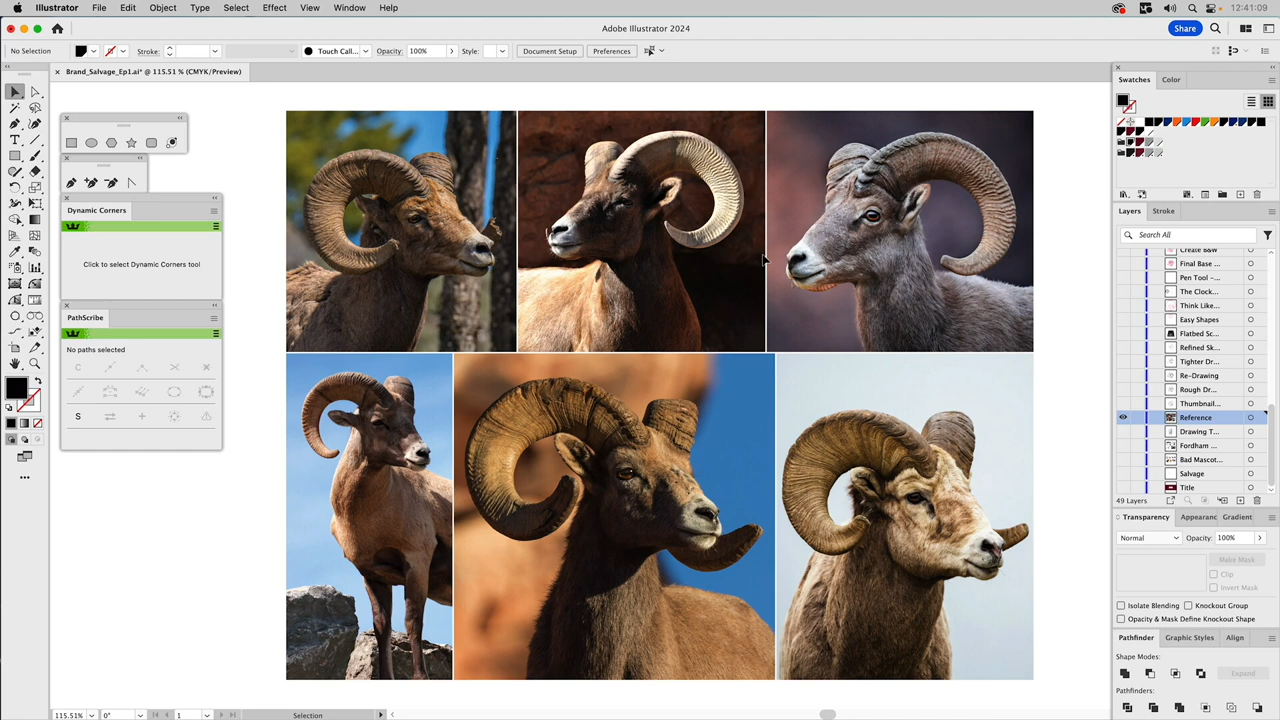 Illustrator File Edit Object Type Select Effect View Window Help 12:41:09
Adobe Illustrator 2024
Share
No Selection Stroke: Touch Call... Opacity: 100% Style: Document Setup Preferences
Brand_Salvage_Ep1.ai* @ 115.51 % (CMYK/Preview)
Swatches Color
Dynamic Corners
Click to select Dynamic Corners tool
PathScribe
No paths selected
Layers Stroke
Search All
Create B&W
Final Base ...
Pen Tool -...
The Clock...
Think Like...
Easy Shapes
Flatbed Sc...
Refined Sk...
Tighter Dr...
Re-Drawing
Rough Dr...
Thumbnail...
Reference
Drawing T...
Fordham ...
Bad Mascot...
Salvage
Title
49 Layers
Transparency Appearanc Gradient
Normal Opacity: 100%
Make Mask
Clip
Invert Mask
Isolate Blending Knockout Group
Opacity & Mask Define Knockout Shape
Pathfinder Graphic Styles Align
Shape Modes:
Expand
Pathfinders:
115.51% 0° 1 Selection